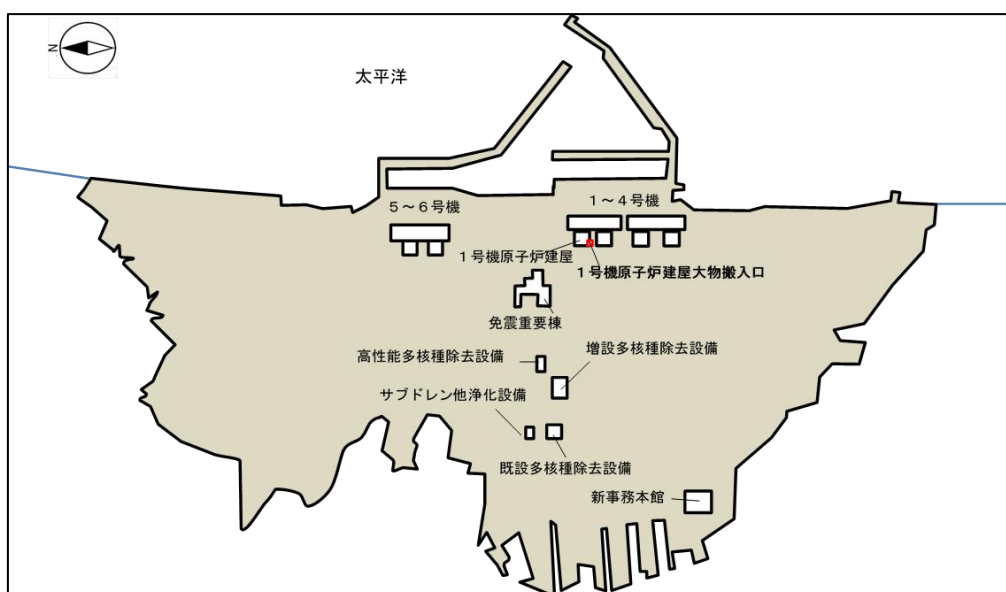 N
太平洋
５～６号機
１～４号機
１号機原子炉建屋
１号機原子炉建屋大物搬入口
免震重要棟
高性能多核種除去設備
増設多核種除去設備
サブドレン他浄化設備
既設多核種除去設備
新事務本館